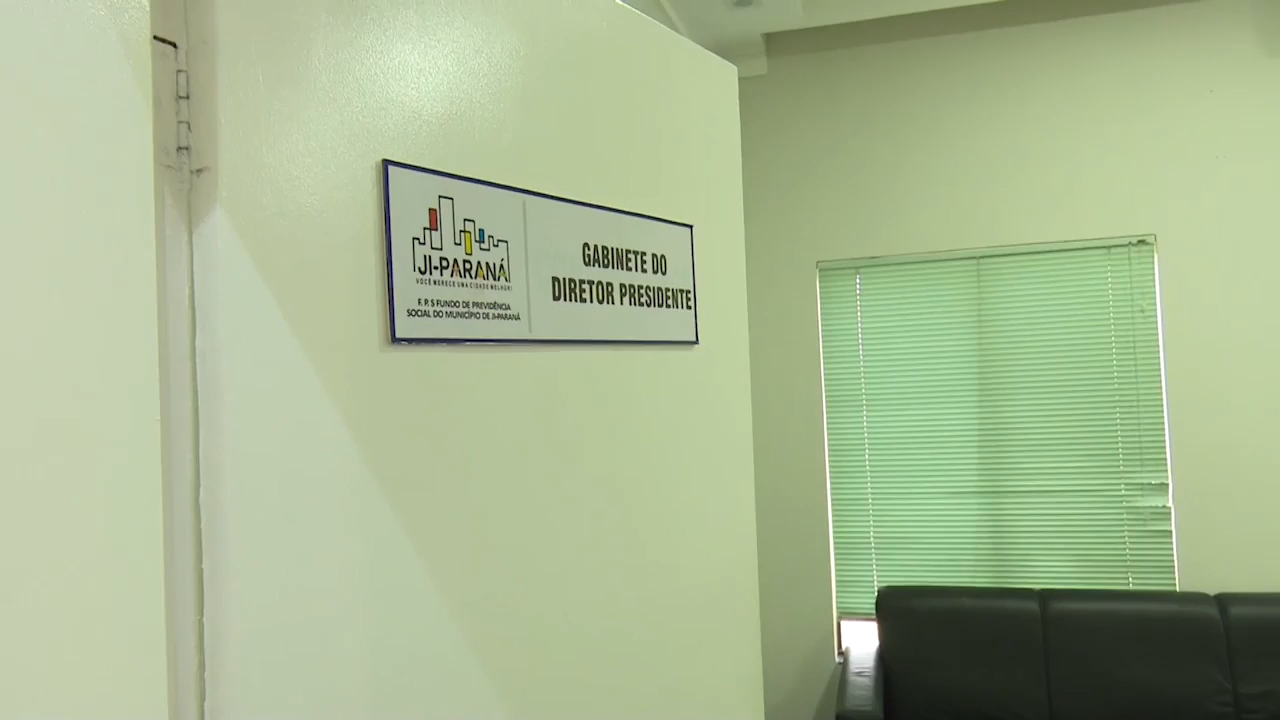 JI-PARANÁ
VOCÊ MERECE UMA CIDADE MELHOR!
F. P. S FUNDO DE PREVIDÊNCIA
SOCIAL DO MUNICÍPIO DE JI-PARANÁ
GABINETE DO
DIRETOR PRESIDENTE